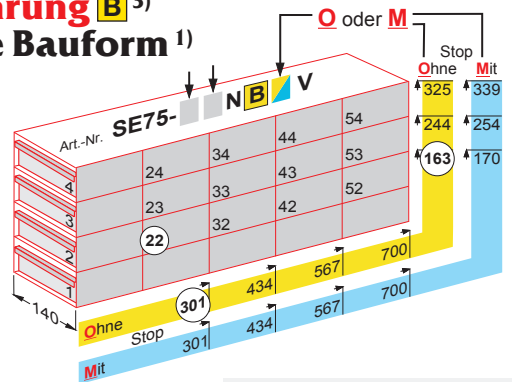 rung B 3)
e Bauform 1)
O oder M
Stop
Ohne Mit
Art.-Nr. SE75- N B V
325 339
244 254
163 170
54
44
34
24
53
43
33
23
52
42
32
22
4
3
2
1
140
301 434 567 700
Ohne
Stop
301 434 567 700
Mit